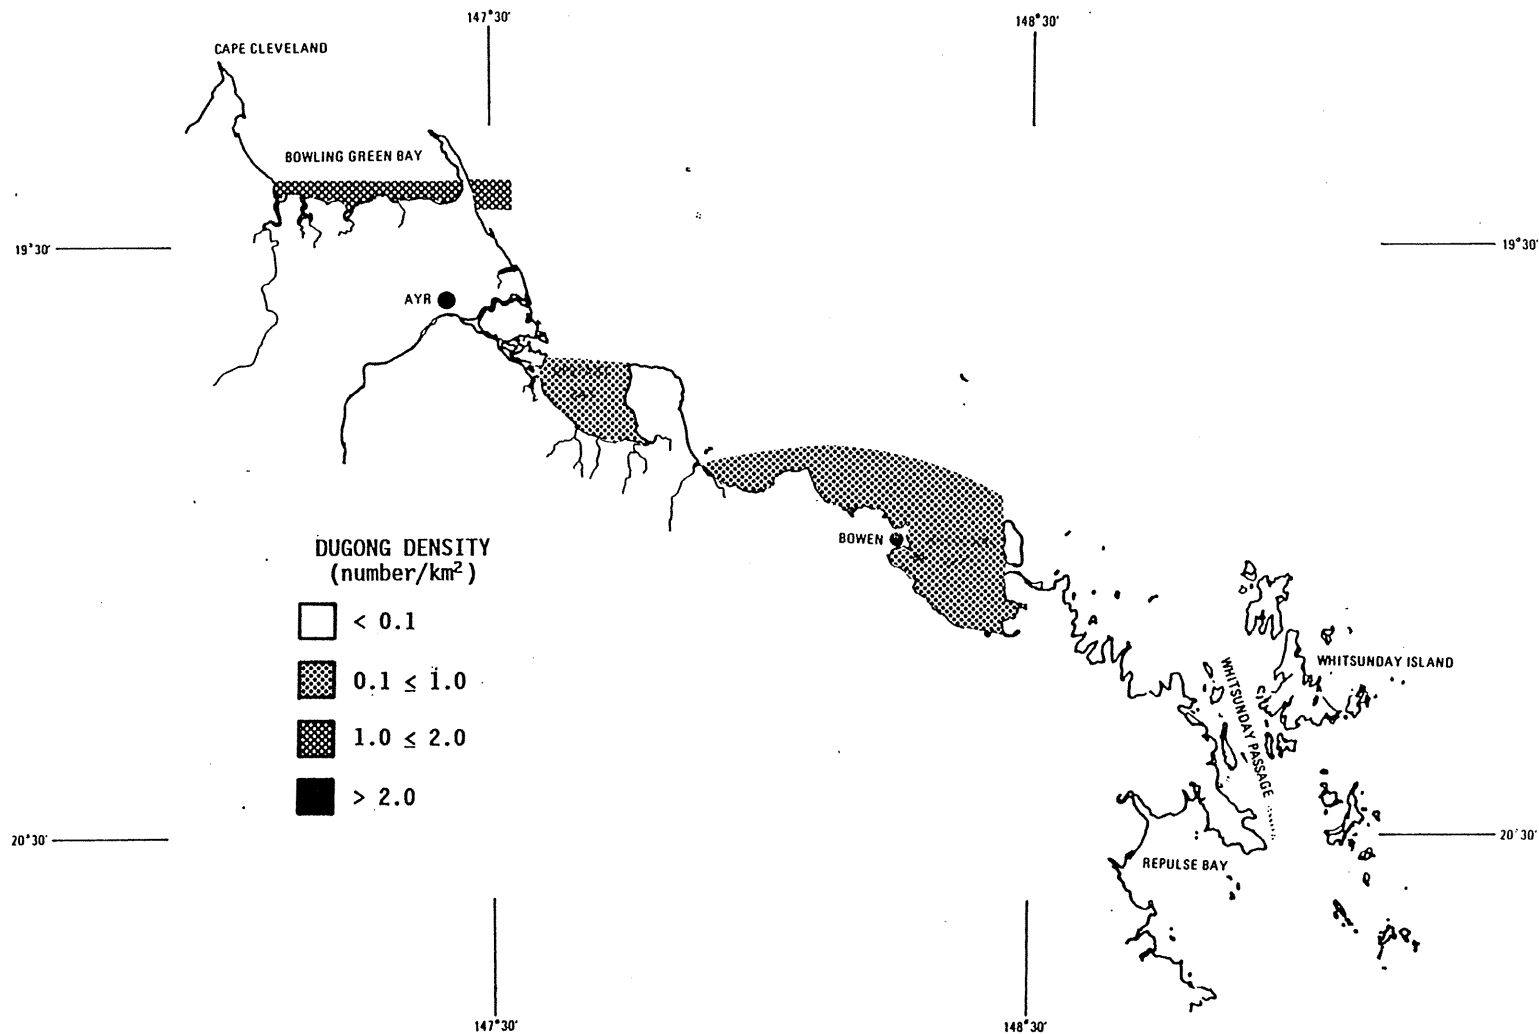 147°30'
148°30'
CAPE CLEVELAND
BOWLING GREEN BAY
19°30'
19°30'
AYR
BOWEN
DUGONG DENSITY
(number/km²)
< 0.1
0.1 ≤ 1.0
1.0 ≤ 2.0
> 2.0
WHITSUNDAY ISLAND
WHITSUNDAY PASSAGE
REPULSE BAY
20°30'
20°30'
147°30'
148°30'